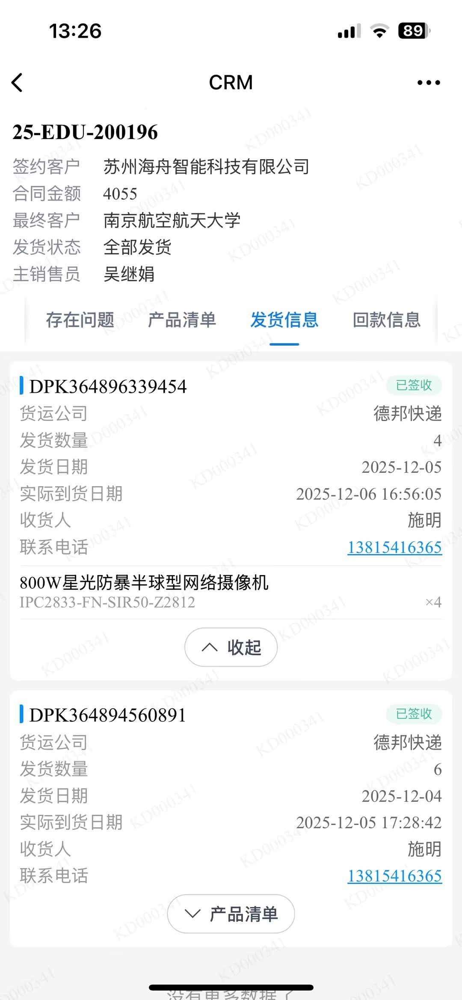 13:26
89
CRM
25-EDU-200196
签约客户 苏州海舟智能科技有限公司
合同金额 4055
最终客户 南京航空航天大学
发货状态 全部发货
主销售员 吴继娟
存在问题 产品清单 发货信息 回款信息
DPK364896339454 已签收
货运公司 德邦快递
发货数量 4
发货日期 2025-12-05
实际到货日期 2025-12-06 16:56:05
收货人 施明
联系电话 13815416365
800W星光防暴半球型网络摄像机
IPC2833-FN-SIR50-Z2812 ×4
收起
DPK364894560891 已签收
货运公司 德邦快递
发货数量 6
发货日期 2025-12-04
实际到货日期 2025-12-05 17:28:42
收货人 施明
联系电话 13815416365
产品清单
没有更多数据了
KD000341